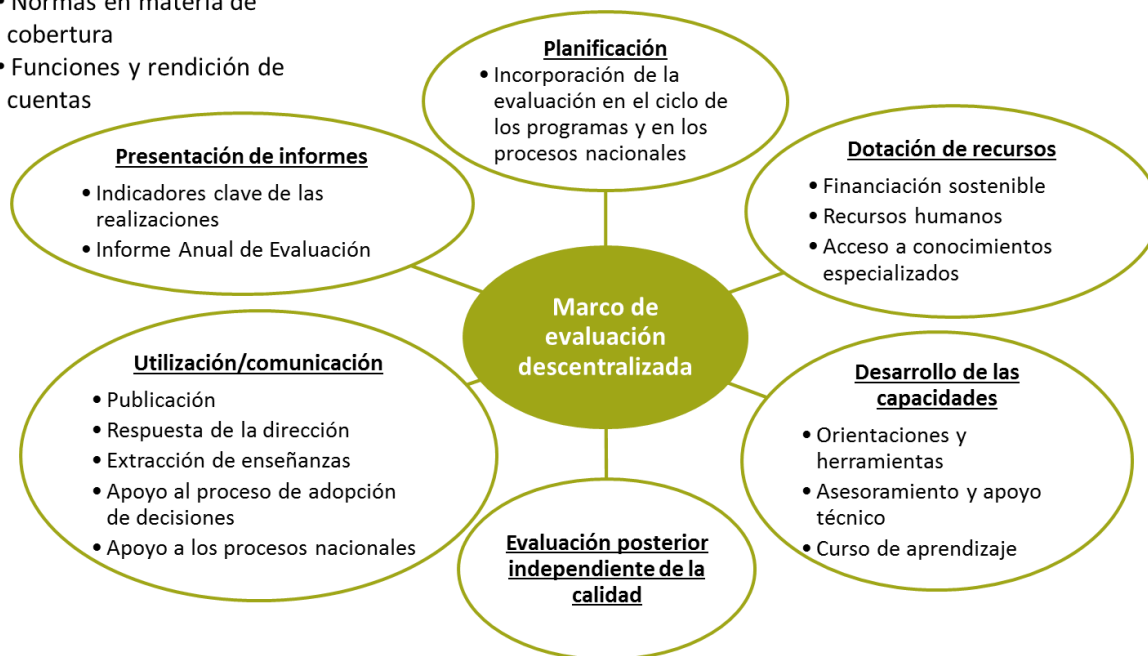 • Normas en materia de
cobertura
• Funciones y rendición de
cuentas
Planificación
• Incorporación de la
evaluación en el ciclo de
los programas y en los
procesos nacionales
Presentación de informes
• Indicadores clave de las
realizaciones
• Informe Anual de Evaluación
Dotación de recursos
• Financiación sostenible
• Recursos humanos
• Acceso a conocimientos
especializados
Marco de
evaluación
descentralizada
Utilización/comunicación
• Publicación
• Respuesta de la dirección
• Extracción de enseñanzas
• Apoyo al proceso de adopción
de decisiones
• Apoyo a los procesos nacionales
Desarrollo de las
capacidades
• Orientaciones y
herramientas
• Asesoramiento y apoyo
técnico
• Curso de aprendizaje
Evaluación posterior
independiente de la
calidad